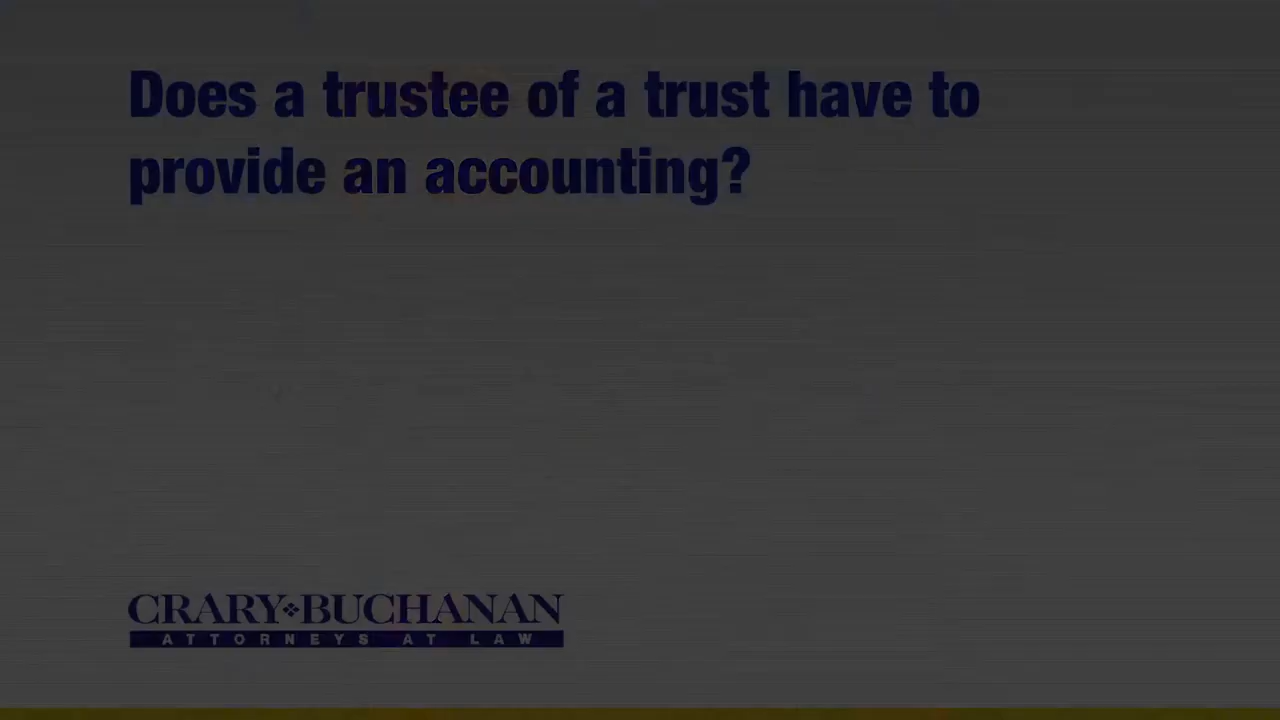 Does a trustee of a trust have to
provide an accounting?
CRARY❖BUCHANAN
ATTORNEYS AT LAW